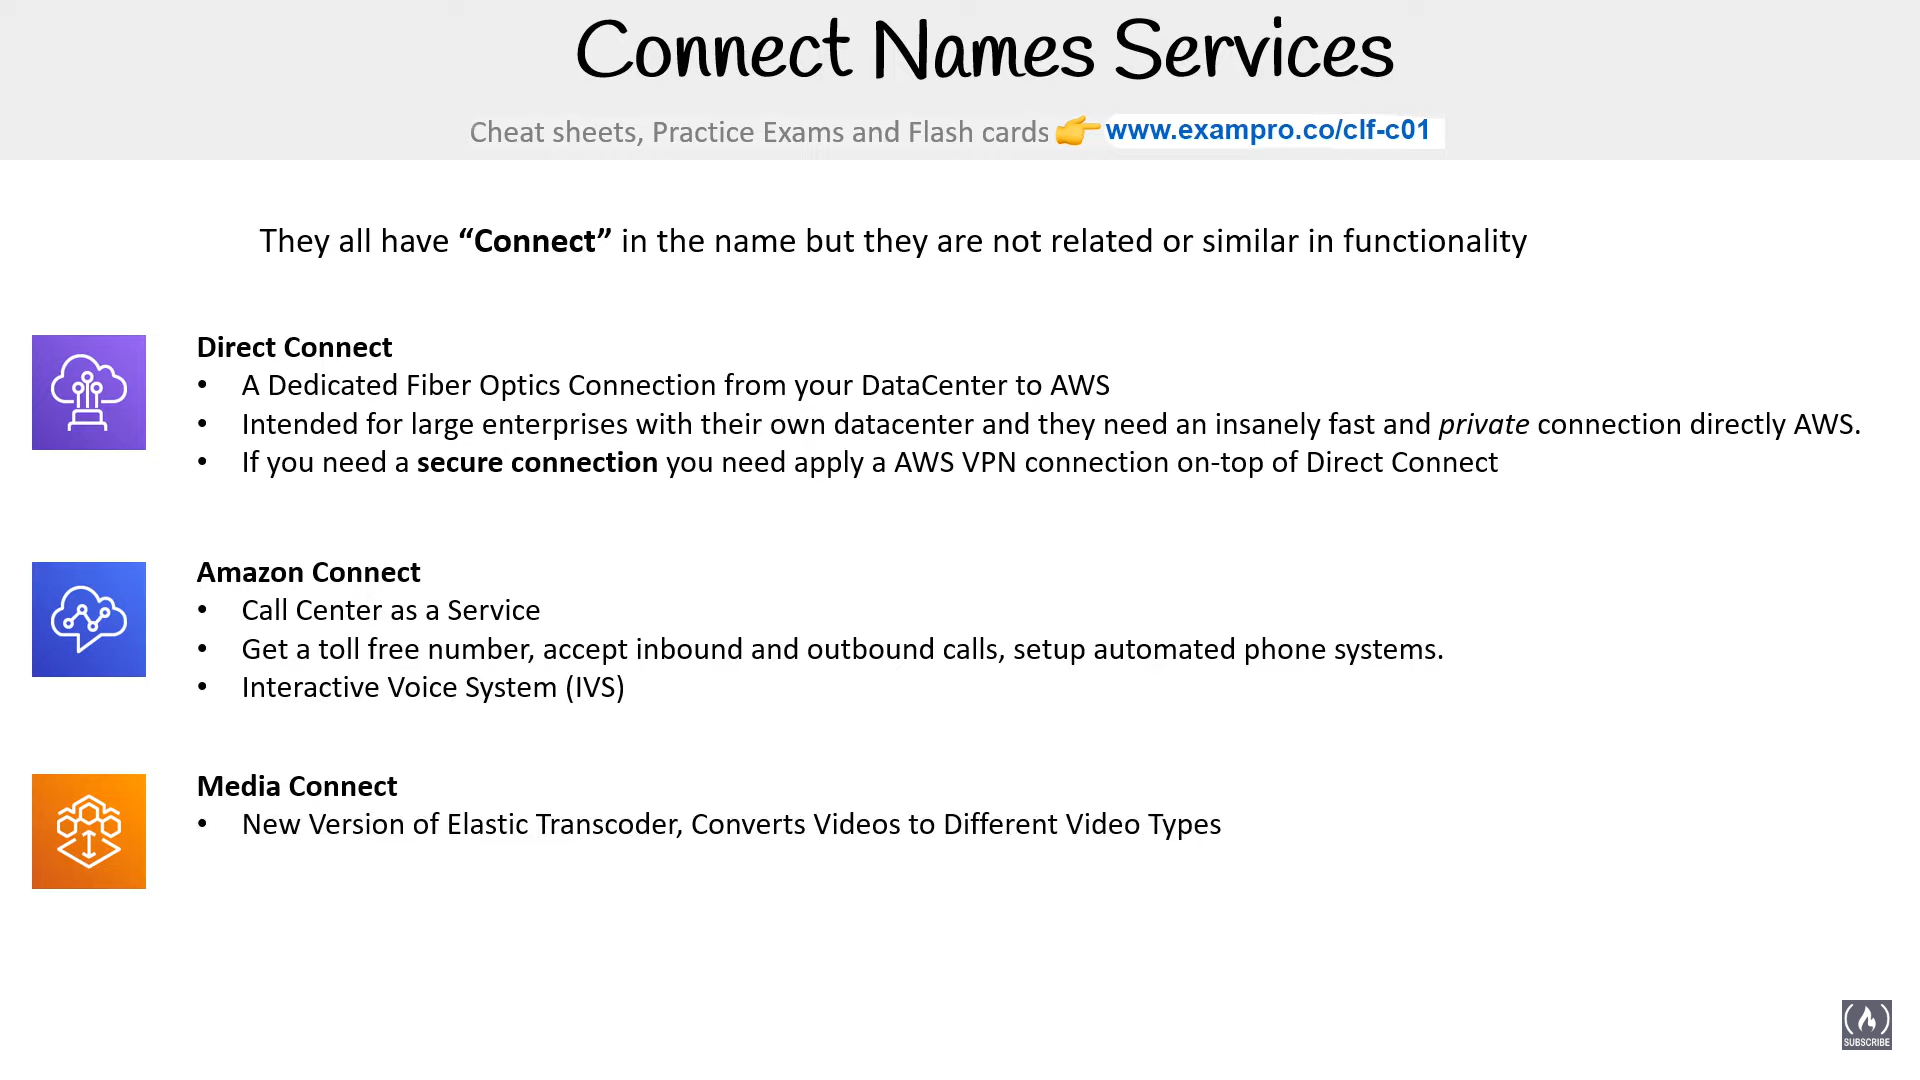 Connect Names Services
Cheat sheets, Practice Exams and Flash cards 👉 www.exampro.co/clf-c01
They all have “Connect” in the name but they are not related or similar in functionality
Direct Connect
• A Dedicated Fiber Optics Connection from your DataCenter to AWS
• Intended for large enterprises with their own datacenter and they need an insanely fast and private connection directly AWS.
• If you need a secure connection you need apply a AWS VPN connection on-top of Direct Connect
Amazon Connect
• Call Center as a Service
• Get a toll free number, accept inbound and outbound calls, setup automated phone systems.
• Interactive Voice System (IVS)
Media Connect
• New Version of Elastic Transcoder, Converts Videos to Different Video Types
SUBSCRIBE